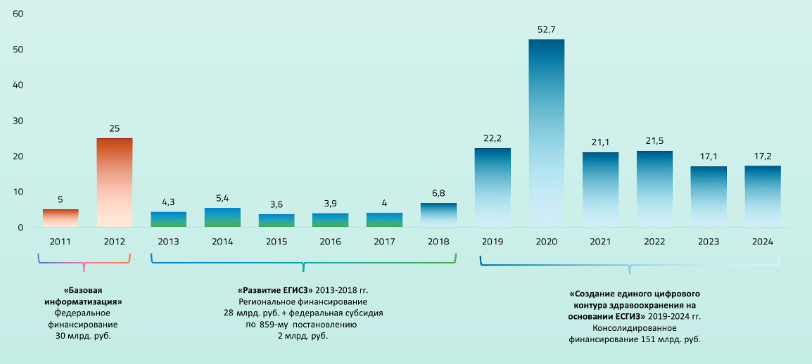 60
50
40
30
20
10
0
5
25
4,3
5,4
3,6
3,9
4
6,8
22,2
52,7
21,1
21,5
17,1
17,2
2011 2012 2013 2014 2015 2016 2017 2018 2019 2020 2021 2022 2023 2024
«Базовая
информатизация»
Федеральное
финансирование
30 млрд. руб.
«Развитие ЕГИСЗ» 2013-2018 гг.
Региональное финансирование
28 млрд. руб. + федеральная субсидия
по 859-му постановлению
2 млрд. руб.
«Создание единого цифрового
контура здравоохранения на
основании ЕСГИЗ» 2019-2024 гг.
Консолидированное
финансирование 151 млрд. руб.